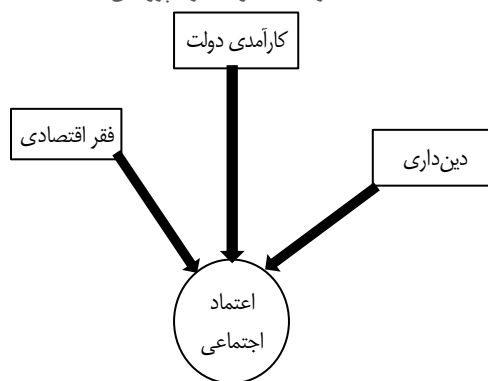 کارآمدی دولت
فقر اقتصادی
دین‌داری
اعتماد
اجتماعی